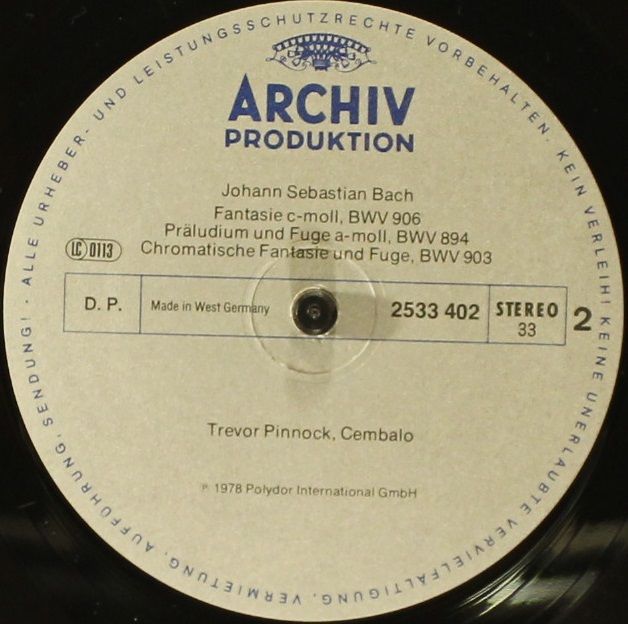 ARCHIV
PRODUKTION
Johann Sebastian Bach
Fantasie c-moll, BWV 906
Präludium und Fuge a-moll, BWV 894
Chromatische Fantasie und Fuge, BWV 903
LC 0113
D. P.
Made in West Germany
2533 402
STEREO
33
2
Trevor Pinnock, Cembalo
℗ 1978 Polydor International GmbH
ALLE URHEBER- UND LEISTUNGSSCHUTZRECHTE VORBEHALTEN. KEIN VERLEIH! KEINE UNERLAUBTE VERVIELFÄLTIGUNG, VERMIETUNG, AUFFÜHRUNG, SENDUNG! ·